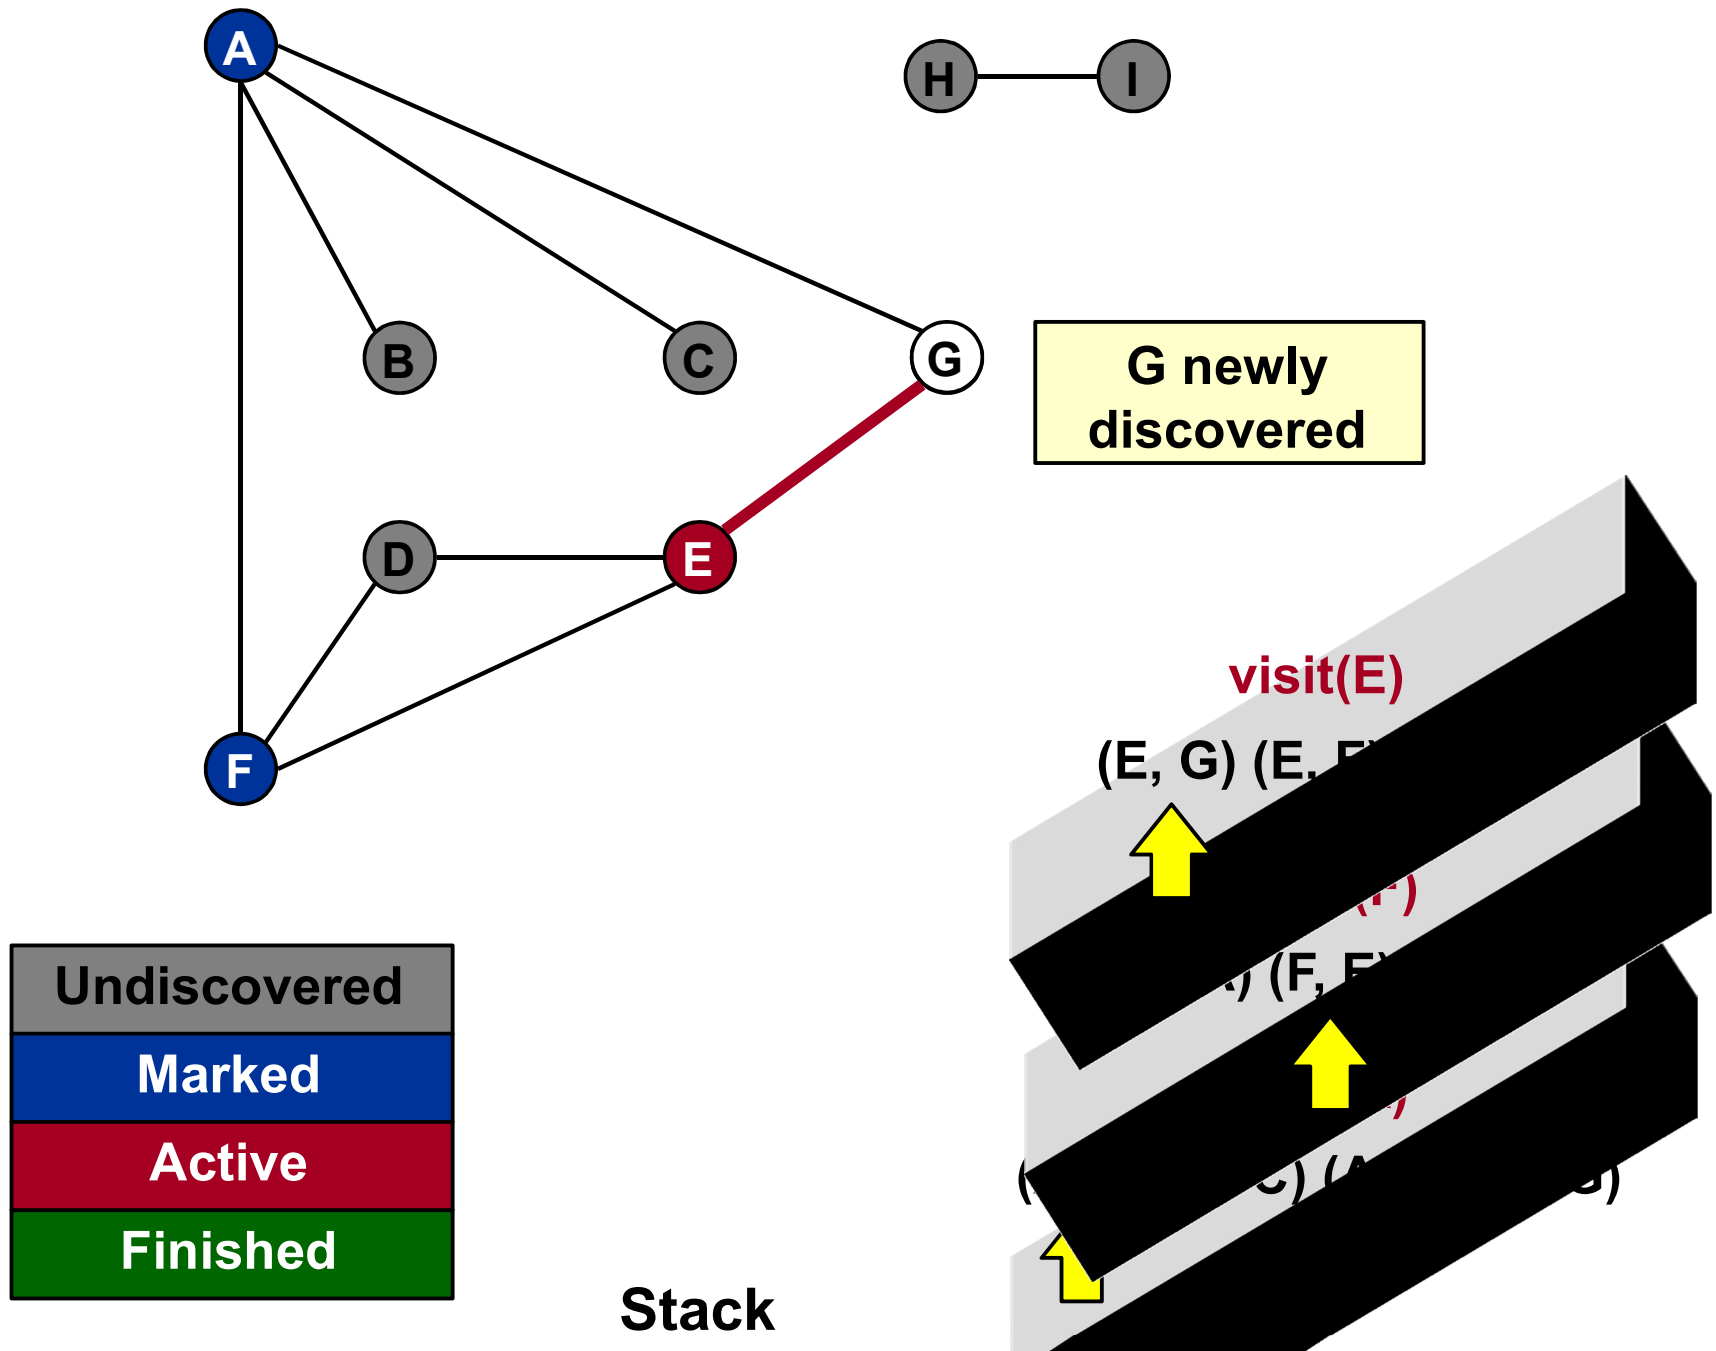 A
H I
B C G
G newly
discovered
D E
visit(E)
(E, G) (E,
F
(F)
(F,
Undiscovered
Marked
Active
C) ( G)
Finished
Stack